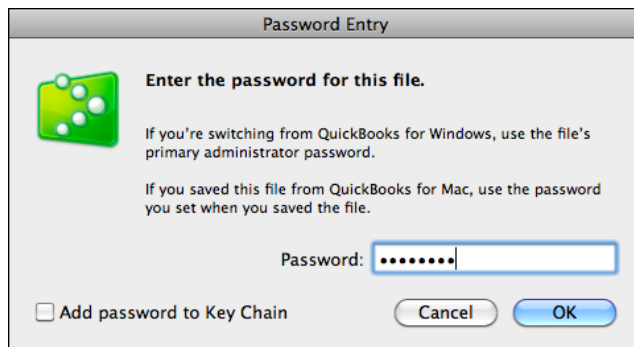 Password Entry
Enter the password for this file.
If you're switching from QuickBooks for Windows, use the file's
primary administrator password.
If you saved this file from QuickBooks for Mac, use the password
you set when you saved the file.
Password: ••••••••
Add password to Key Chain
Cancel
OK